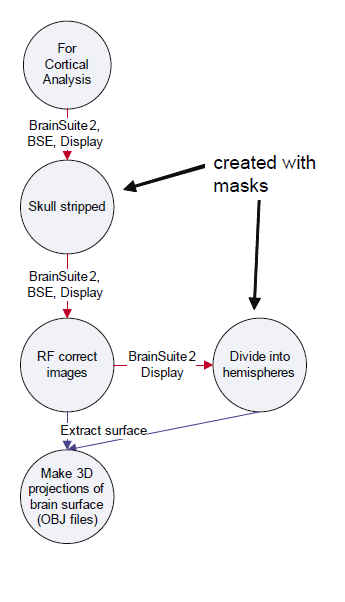 For
Cortical
Analysis
BrainSuite2,
BSE, Display
created with
masks
Skull stripped
BrainSuite2,
BSE, Display
RF correct
images
BrainSuite2
Display
Divide into
hemispheres
Extract surface
Make 3D
projections of
brain surface
(OBJ files)